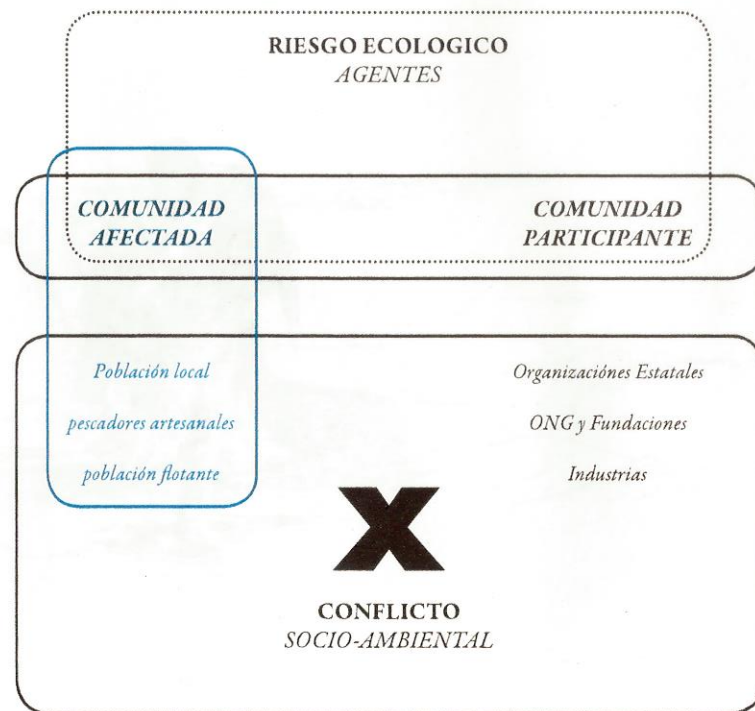 RIESGO ECOLOGICO
AGENTES
COMUNIDAD
AFECTADA
COMUNIDAD
PARTICIPANTE
Población local
pescadores artesanales
población flotante
Organizaciónes Estatales
ONG y Fundaciones
Industrias
X
CONFLICTO
SOCIO-AMBIENTAL